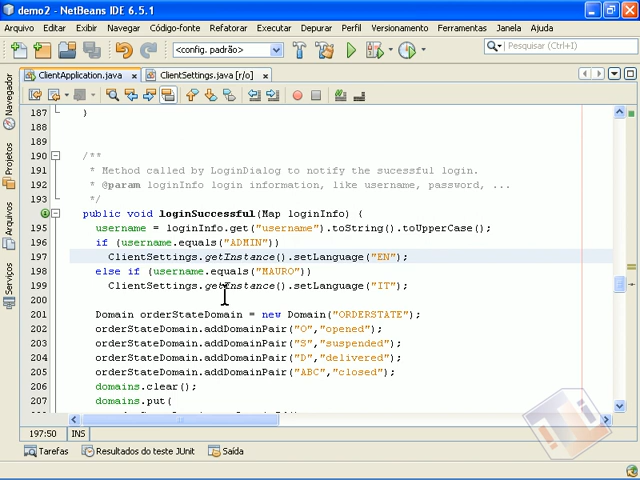 demo2 - NetBeans IDE 6.5.1
Arquivo Editar Exibir Navegar Código-fonte Refatorar Executar Depurar Perfil Versionamento Ferramentas Janela Ajuda
<config. padrão> Pesquisar (Ctrl+I)
ClientApplication.java ClientSettings.java [r/o]
Navegador
Projetos
Arquivos
Serviços
187 }
188
189
190 /**
191 * Method called by LoginDialog to notify the sucessful login.
192 * @param loginInfo login information, like username, password, ...
193 */
public void loginSuccessful(Map loginInfo) {
195 username = loginInfo.get("username").toString().toUpperCase();
196 if (username.equals("ADMIN"))
197 ClientSettings.getInstance().setLanguage("EN");
198 else if (username.equals("MAURO"))
199 ClientSettings.getInstance().setLanguage("IT");
200
201 Domain orderStateDomain = new Domain("ORDERSTATE");
202 orderStateDomain.addDomainPair("O","opened");
203 orderStateDomain.addDomainPair("S","suspended");
204 orderStateDomain.addDomainPair("D","delivered");
205 orderStateDomain.addDomainPair("ABC","closed");
206 domains.clear();
207 domains.put(
197:50 INS
Tarefas Resultados do teste JUnit Saída